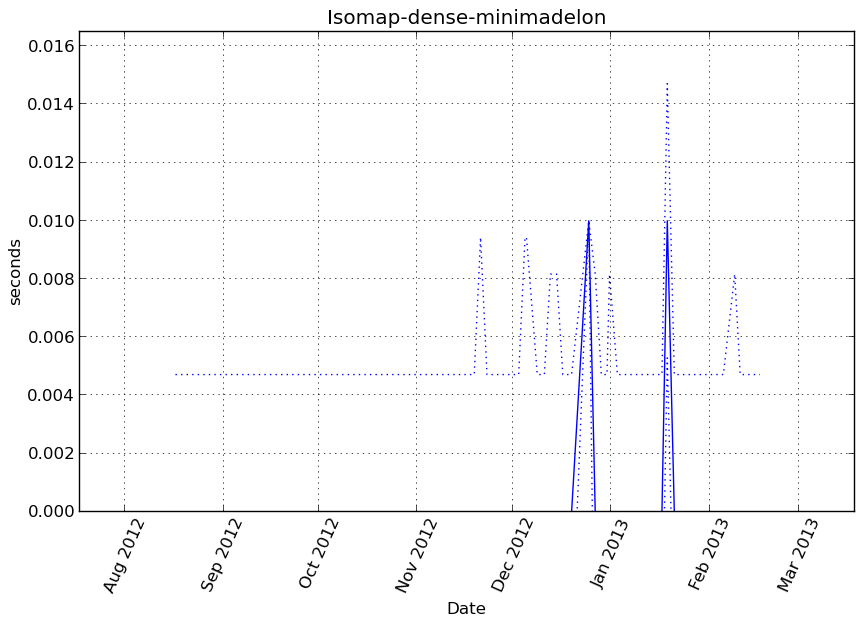 Isomap-dense-minimadelon
0.016
0.014
0.012
0.010
0.008
0.006
0.004
0.002
0.000
seconds
Aug 2012
Sep 2012
Oct 2012
Nov 2012
Dec 2012
Jan 2013
Feb 2013
Mar 2013
Date